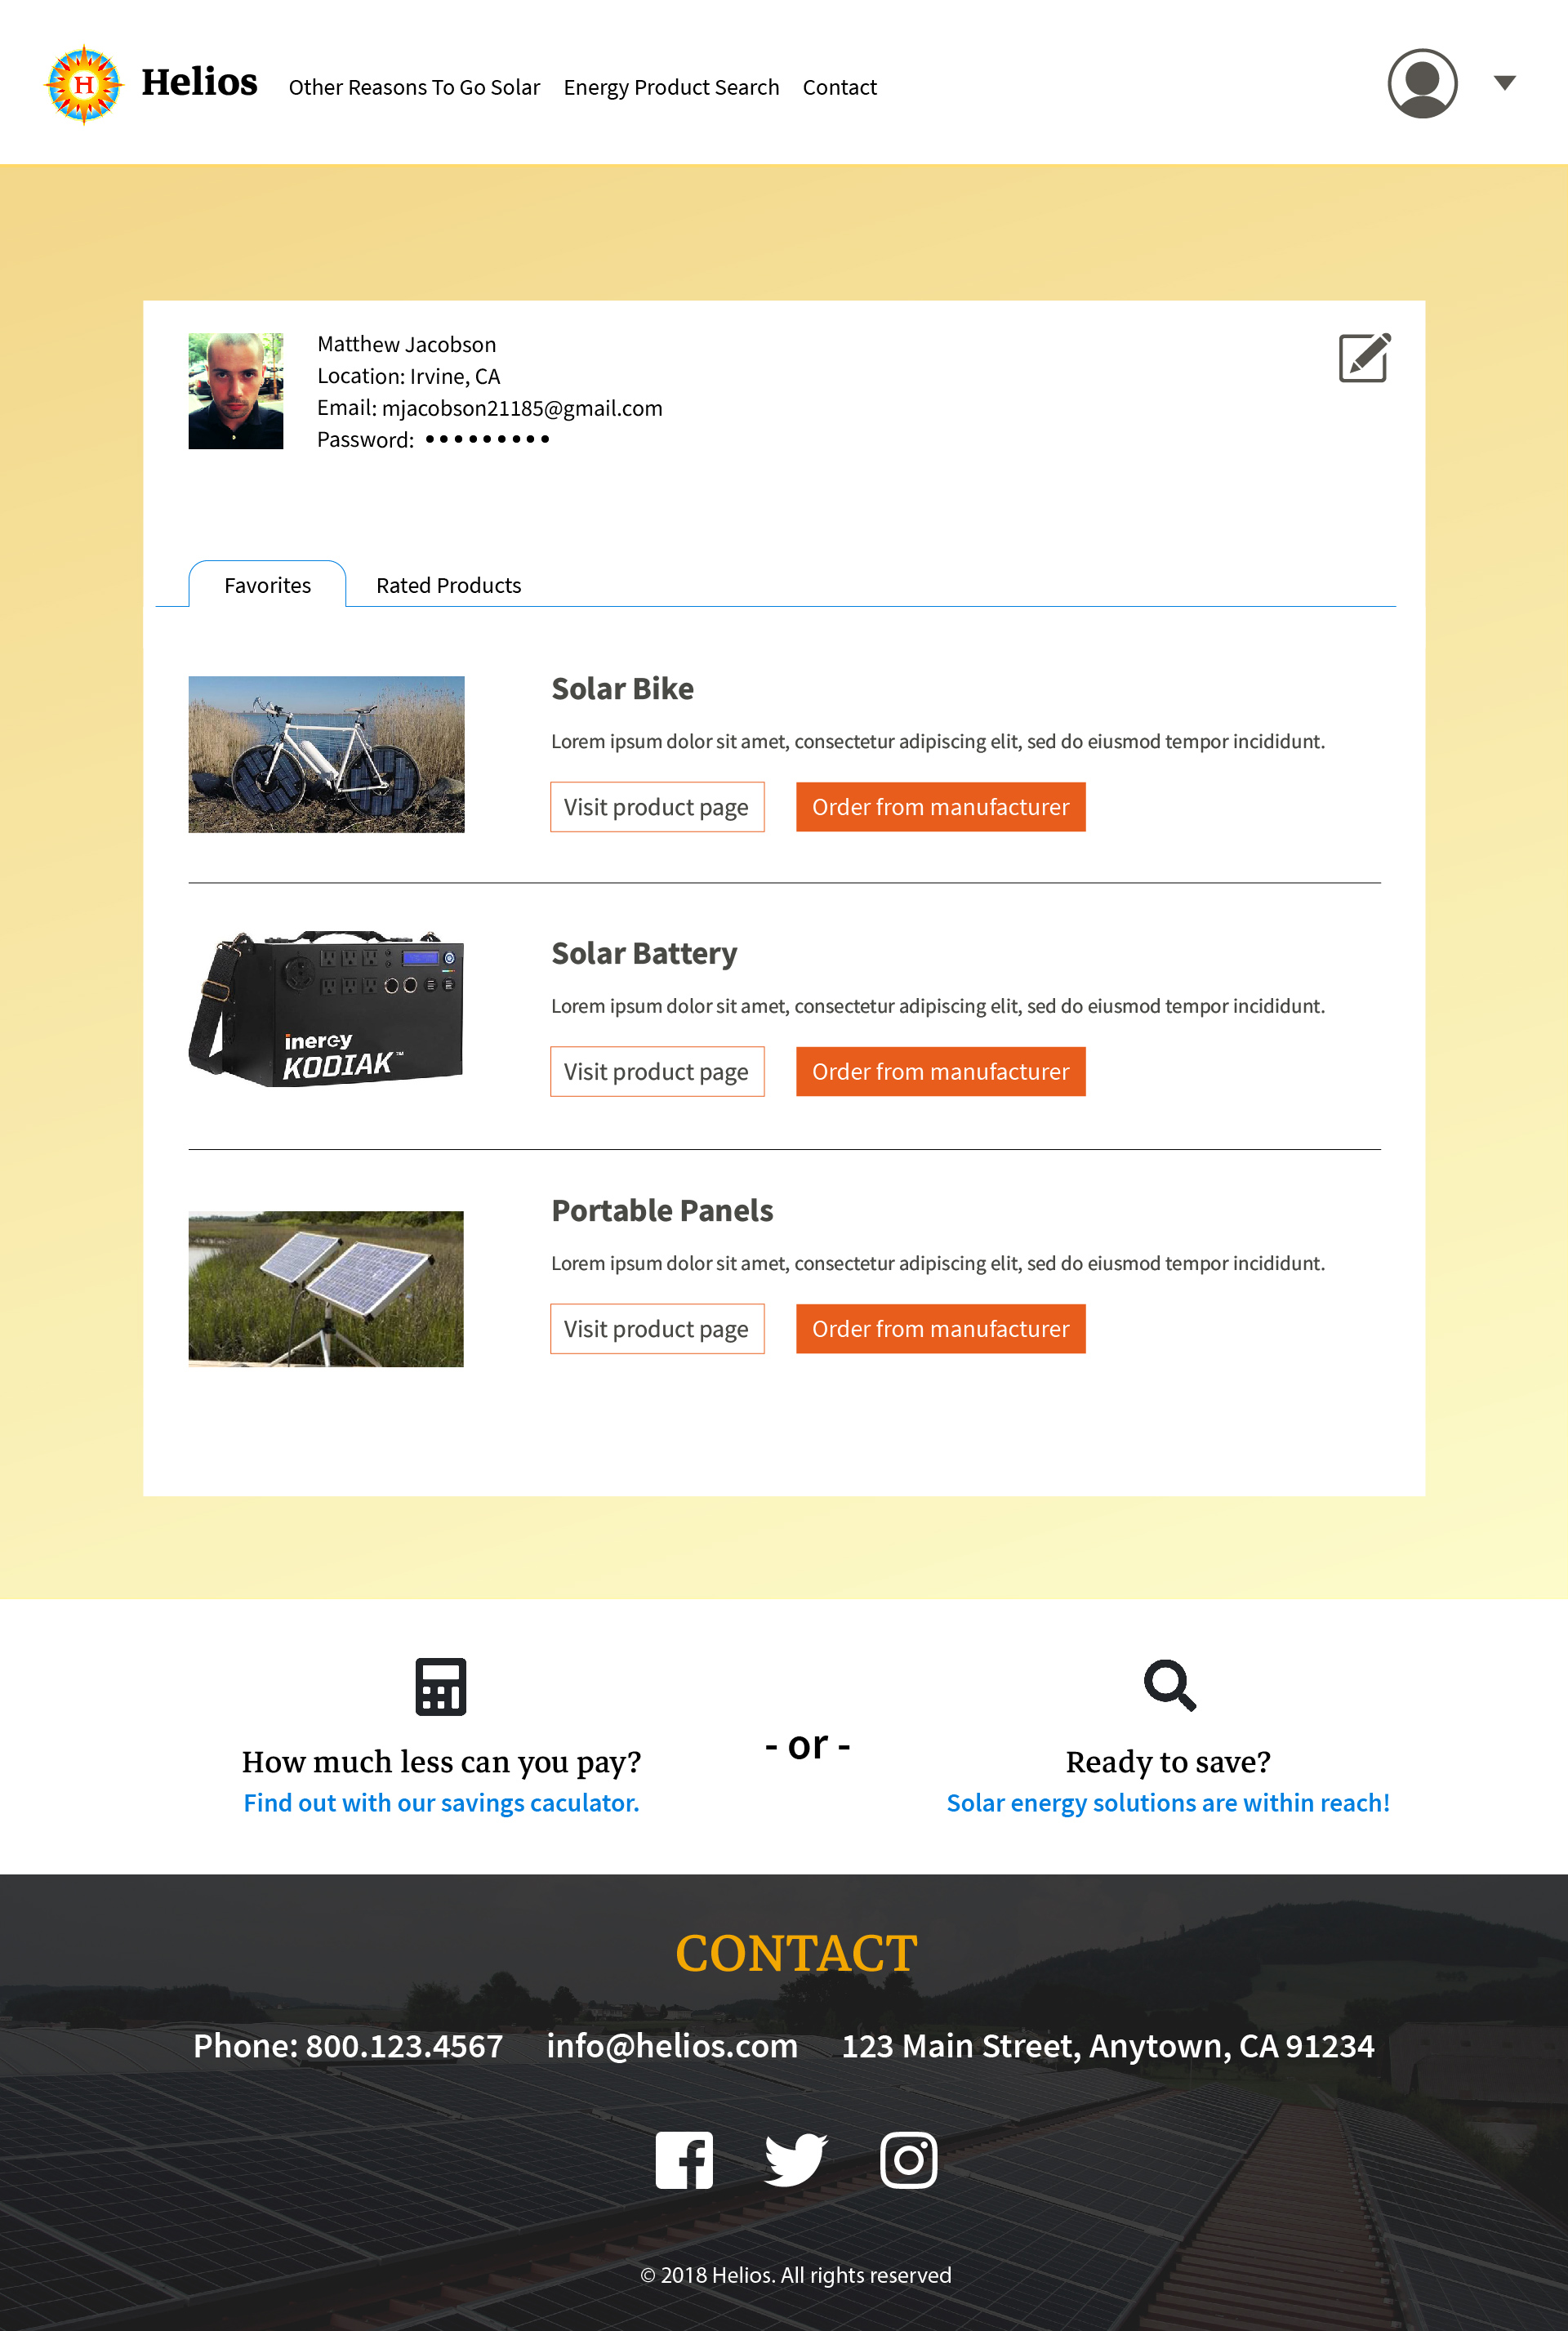 H
Helios
Other Reasons To Go Solar
Energy Product Search
Contact
Matthew Jacobson
Location: Irvine, CA
Email: mjacobson21185@gmail.com
Password: •••••••••
Favorites
Rated Products
Solar Bike
Lorem ipsum dolor sit amet, consectetur adipiscing elit, sed do eiusmod tempor incididunt.
Visit product page
Order from manufacturer
inergy
KODIAK™
Solar Battery
Lorem ipsum dolor sit amet, consectetur adipiscing elit, sed do eiusmod tempor incididunt.
Visit product page
Order from manufacturer
Portable Panels
Lorem ipsum dolor sit amet, consectetur adipiscing elit, sed do eiusmod tempor incididunt.
Visit product page
Order from manufacturer
How much less can you pay?
Find out with our savings caculator.
- or -
Ready to save?
Solar energy solutions are within reach!
CONTACT
Phone: 800.123.4567
info@helios.com
123 Main Street, Anytown, CA 91234
© 2018 Helios. All rights reserved